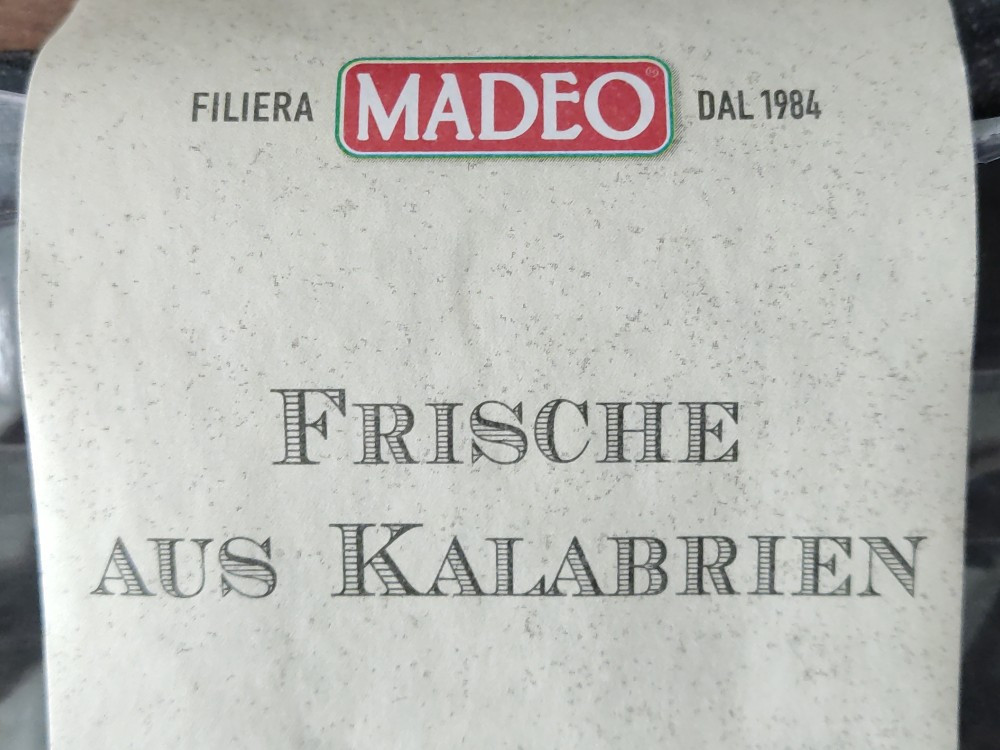 FILIERA MADEO® DAL 1984
FRISCHE
AUS KALABRIEN